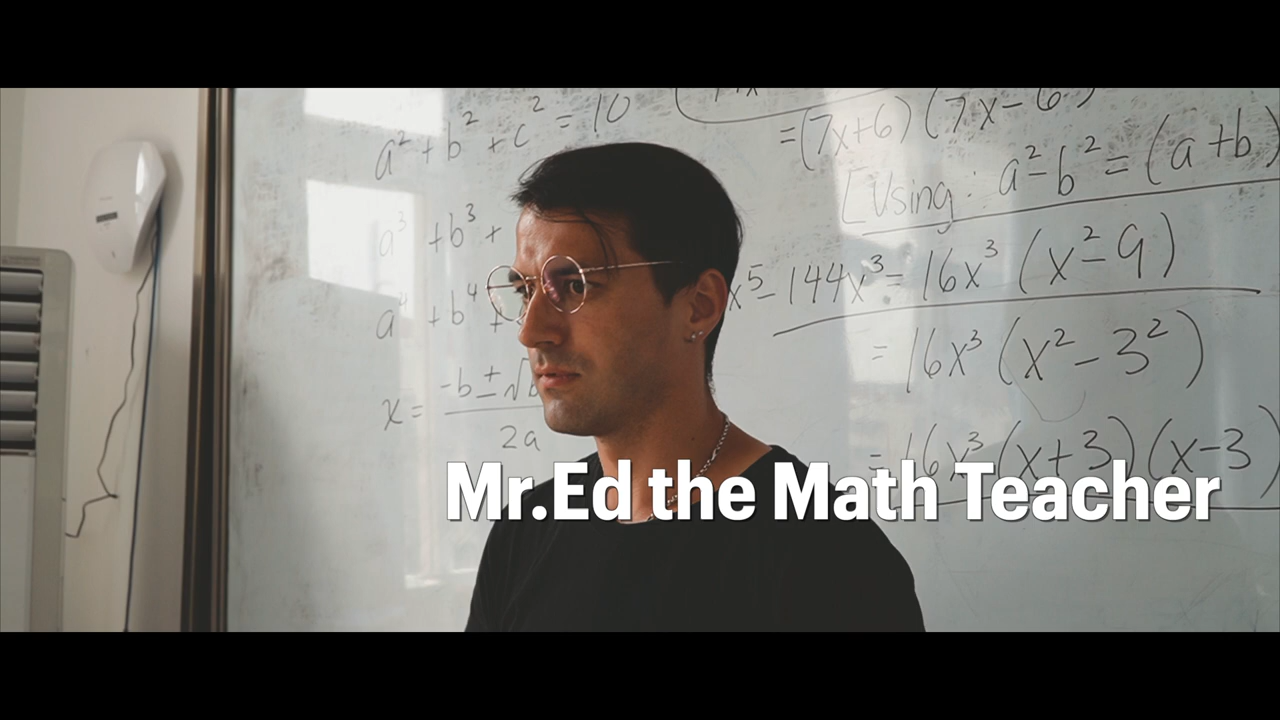 a² + b² + c² = 10
a³ + b³ +
a⁴ + b⁴ +
x = -b ± √b
2a
= (7x+6)(7x-6)
[Using: a²-b² = (a+b)
x⁵ - 144x³ = 16x³ (x²-9)
= 16x³ (x² - 3²)
= 16x³ (x+3)(x-3)
Mr.Ed the Math Teacher